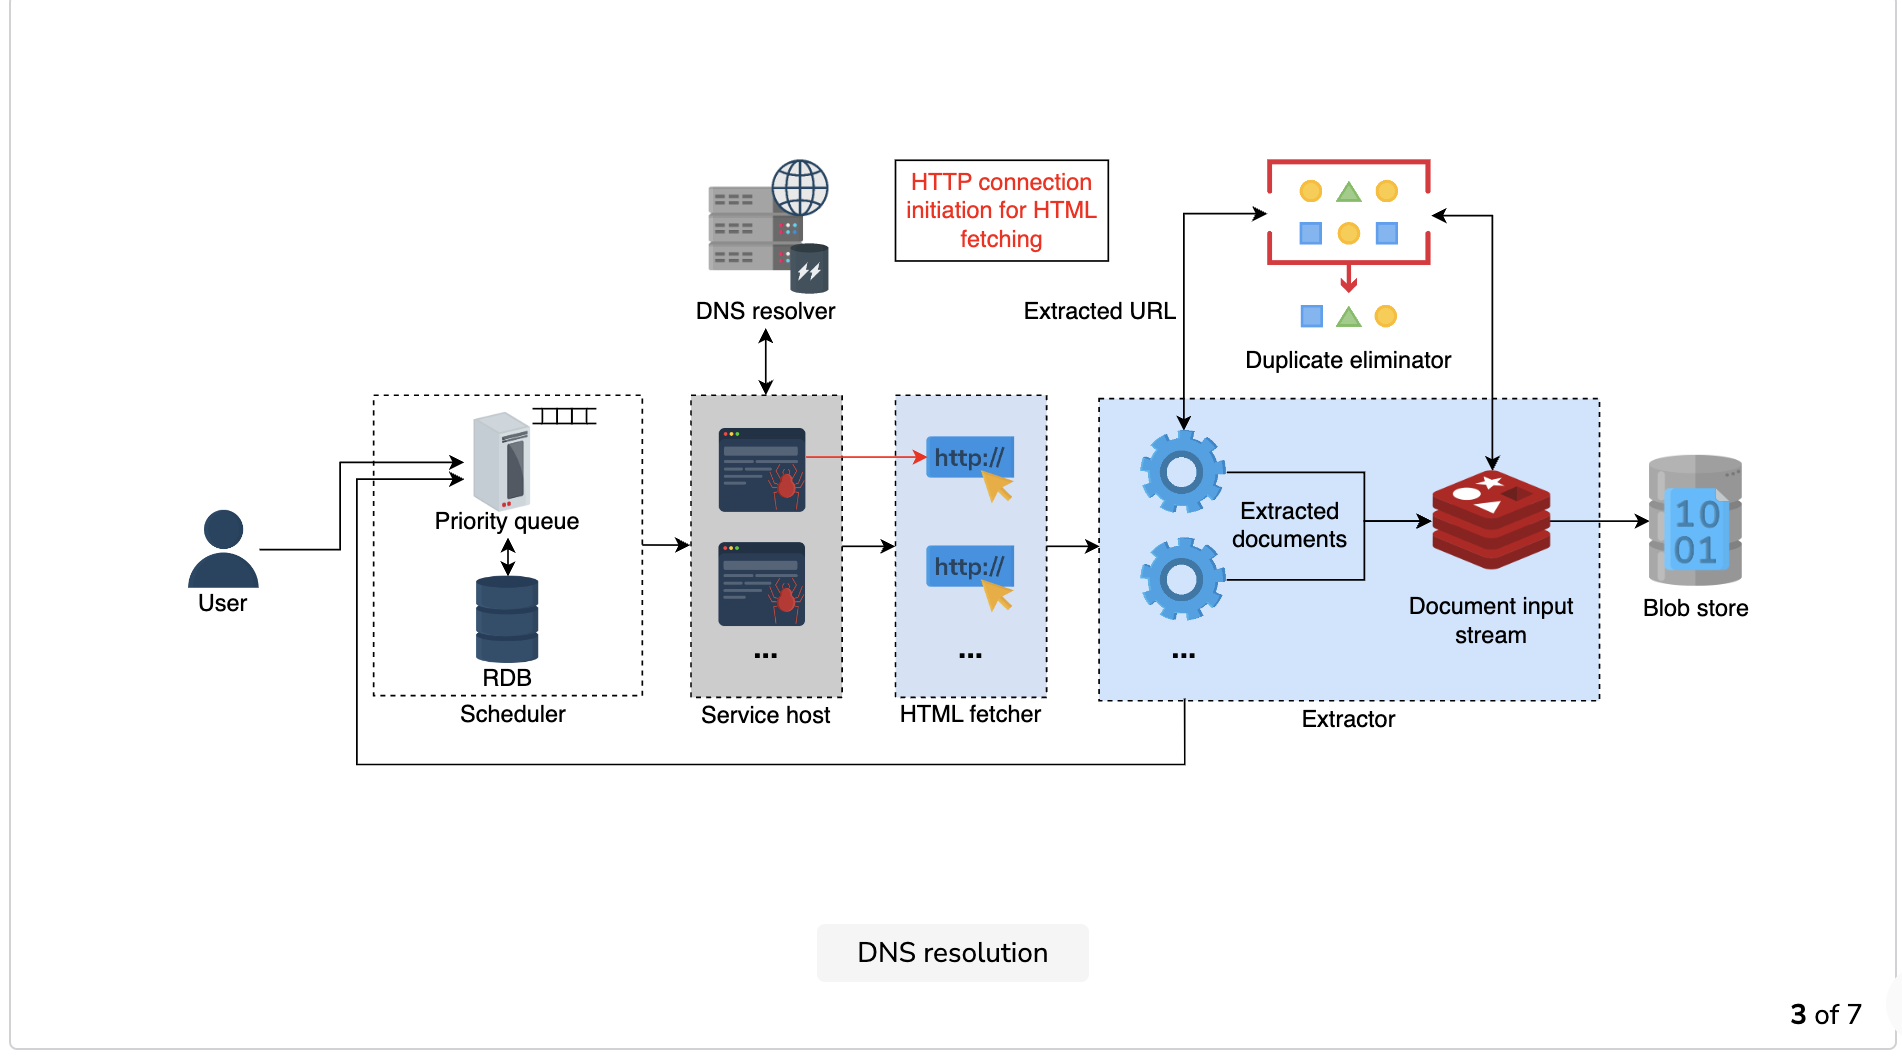 HTTP connection
initiation for HTML
fetching
DNS resolver
Extracted URL
Duplicate eliminator
http://
http://
Priority queue
Extracted
documents
10
01
User
RDB
Document input
stream
Blob store
...
...
...
Scheduler
Service host
HTML fetcher
Extractor
DNS resolution
3 of 7